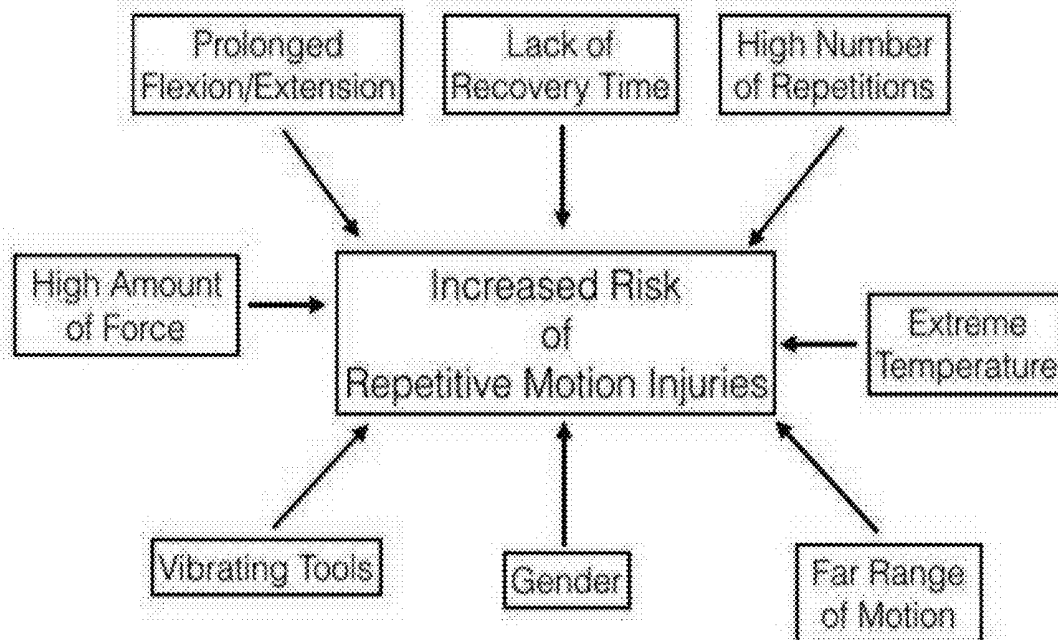 Prolonged
Flexion/Extension
Lack of
Recovery Time
High Number
of Repetitions
High Amount
of Force
Increased Risk
of
Repetitive Motion Injuries
Extreme
Temperature
Vibrating Tools
Gender
Far Range
of Motion